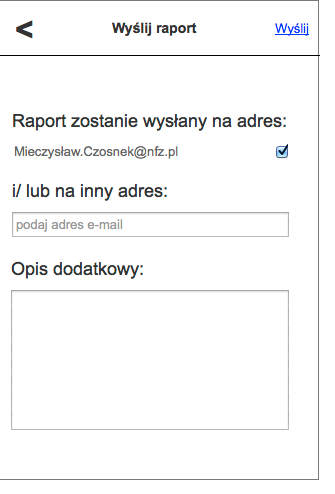 < Wyślij raport Wyślij
Raport zostanie wysłany na adres:
Mieczysław.Czosnek@nfz.pl
i/ lub na inny adres:
podaj adres e-mail
Opis dodatkowy: